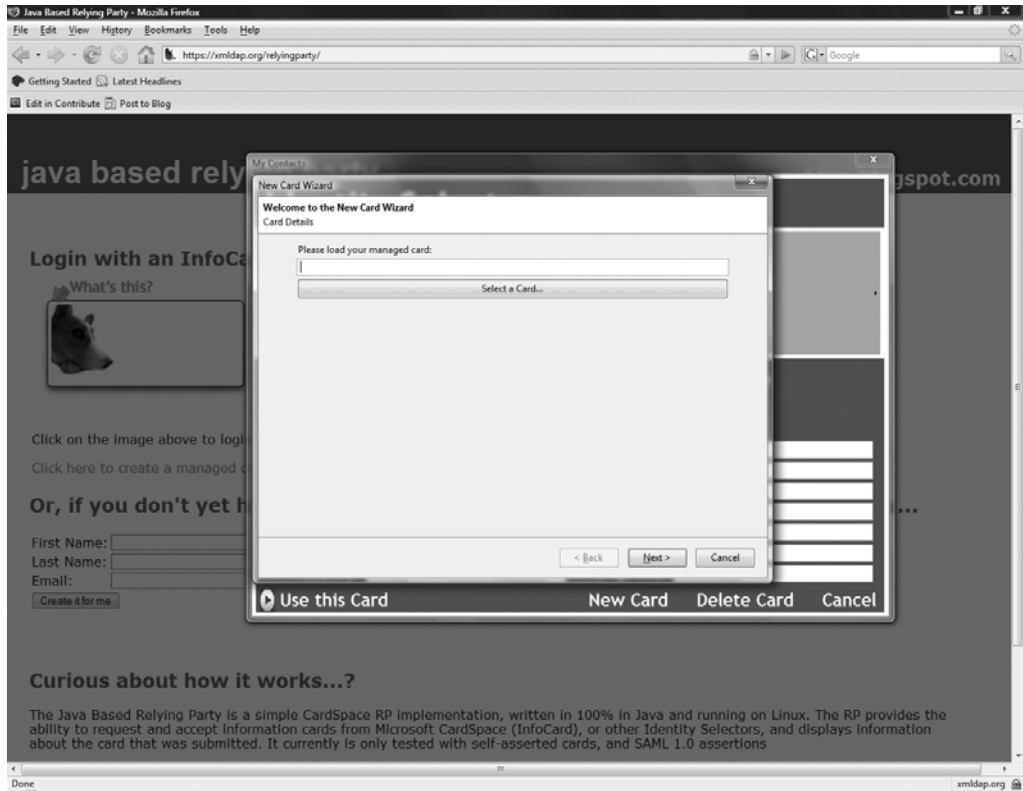 Java Based Relying Party - Mozilla Firefox
File Edit View History Bookmarks Tools Help
https://xmldap.org/relyingparty/
Google
Getting Started Latest Headlines
Edit in Contribute Post to Blog
java based rely
gspot.com
My Contacts
New Card Wizard
Welcome to the New Card Wizard
Card Details
Please load your managed card:
Select a Card...
< Back Next > Cancel
Use this Card New Card Delete Card Cancel
Login with an InfoCa
What's this?
Click on the image above to logi
Click here to create a managed c
Or, if you don't yet h
...
First Name:
Last Name:
Email:
Create it for me
Curious about how it works...?
The Java Based Relying Party is a simple CardSpace RP implementation, written in 100% in Java and running on Linux. The RP provides the
ability to request and accept information cards from Microsoft CardSpace (InfoCard), or other Identity Selectors, and displays information
about the card that was submitted. It currently is only tested with self-asserted cards, and SAML 1.0 assertions
Done
xmldap.org